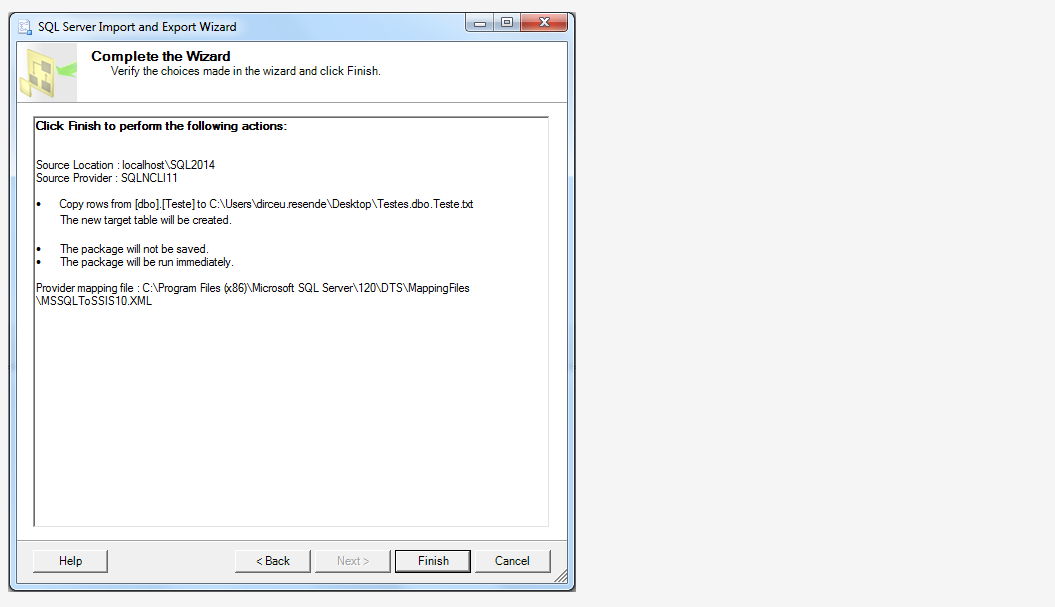 SQL Server Import and Export Wizard
Complete the Wizard
Verify the choices made in the wizard and click Finish.
Click Finish to perform the following actions:
Source Location : localhost\SQL2014
Source Provider : SQLNCLI11
• Copy rows from [dbo].[Teste] to C:\Users\dirceu.resende\Desktop\Testes.dbo.Teste.txt
The new target table will be created.
• The package will not be saved.
• The package will be run immediately.
Provider mapping file : C:\Program Files (x86)\Microsoft SQL Server\120\DTS\MappingFiles
\MSSQLToSSIS10.XML
Help < Back Next > Finish Cancel